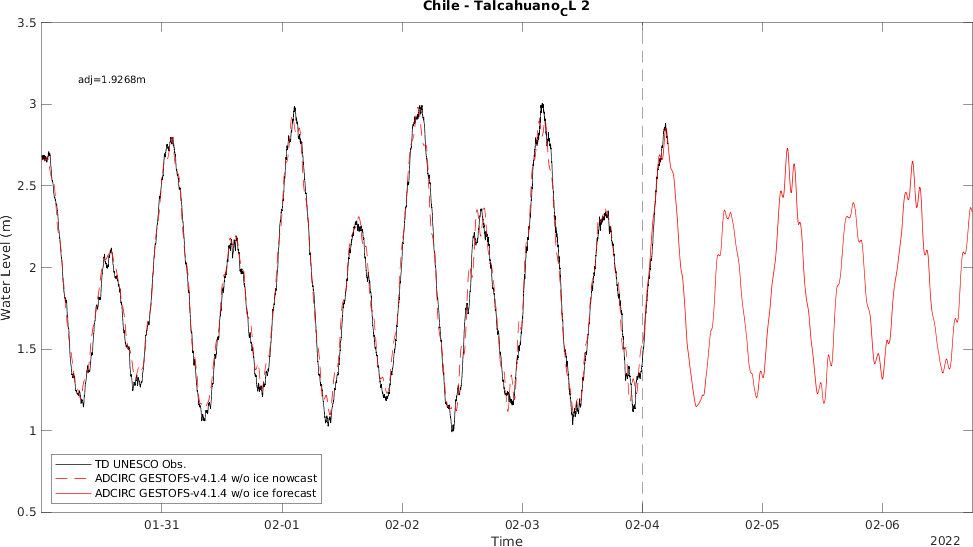 Chile - TalcahuanoCL 2
3.5
3
2.5
2
1.5
1
0.5
Water Level (m)
adj=1.9268m
TD UNESCO Obs.
ADCIRC GESTOFS-v4.1.4 w/o ice nowcast
ADCIRC GESTOFS-v4.1.4 w/o ice forecast
01-31 02-01 02-02 02-03 02-04 02-05 02-06
Time
2022